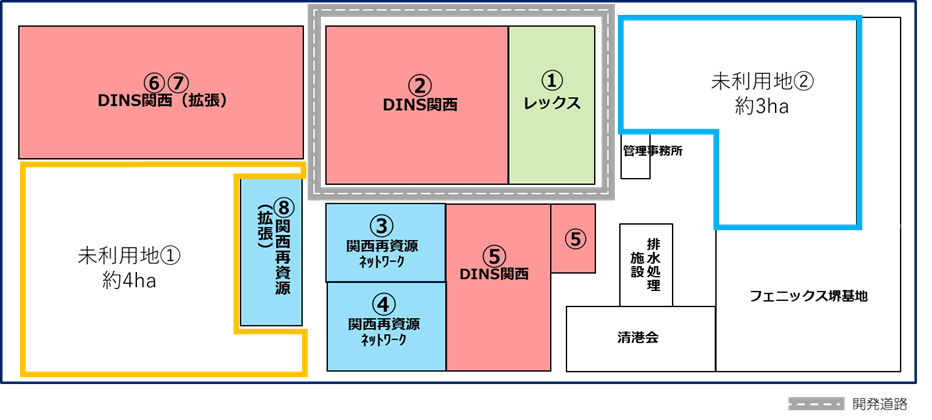 ⑥⑦
DINS関西（拡張）
②
DINS関西
①
レックス
未利用地②
約3ha
管理事務所
未利用地①
約4ha
⑧関西再資源
（拡張）
③
関西再資源
ﾈｯﾄﾜｰｸ
④
関西再資源
ﾈｯﾄﾜｰｸ
⑤
DINS関西
⑤
排水処理
施設
清港会
フェニックス堺基地
開発道路